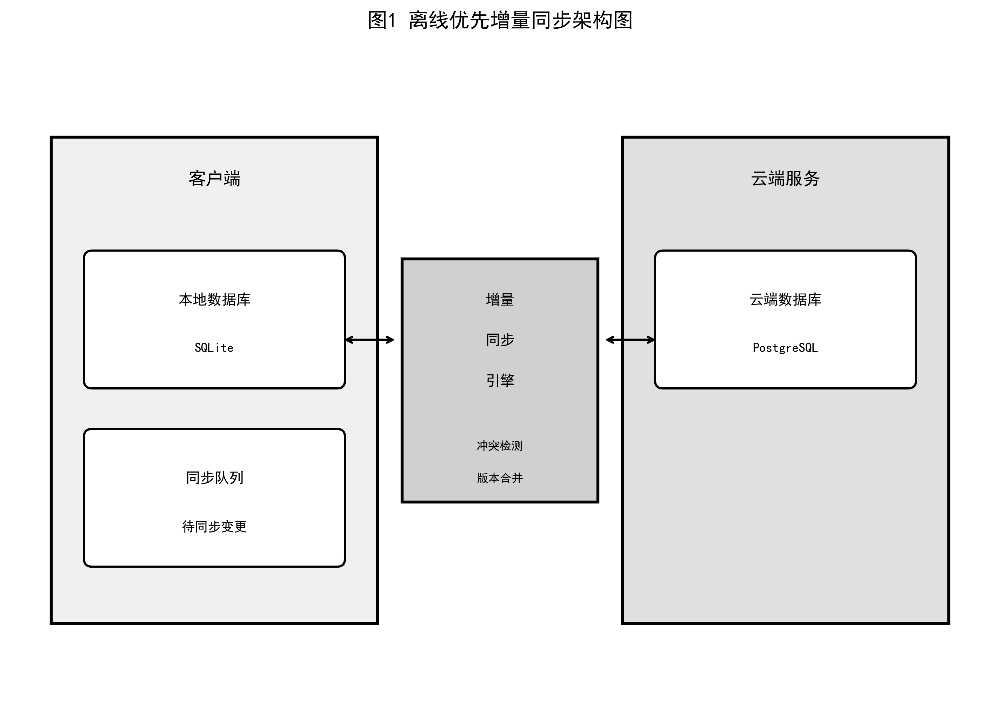 图1 离线优先增量同步架构图
客户端
本地数据库
SQLite
同步队列
待同步变更
增量
同步
引擎
冲突检测
版本合并
云端服务
云端数据库
PostgreSQL